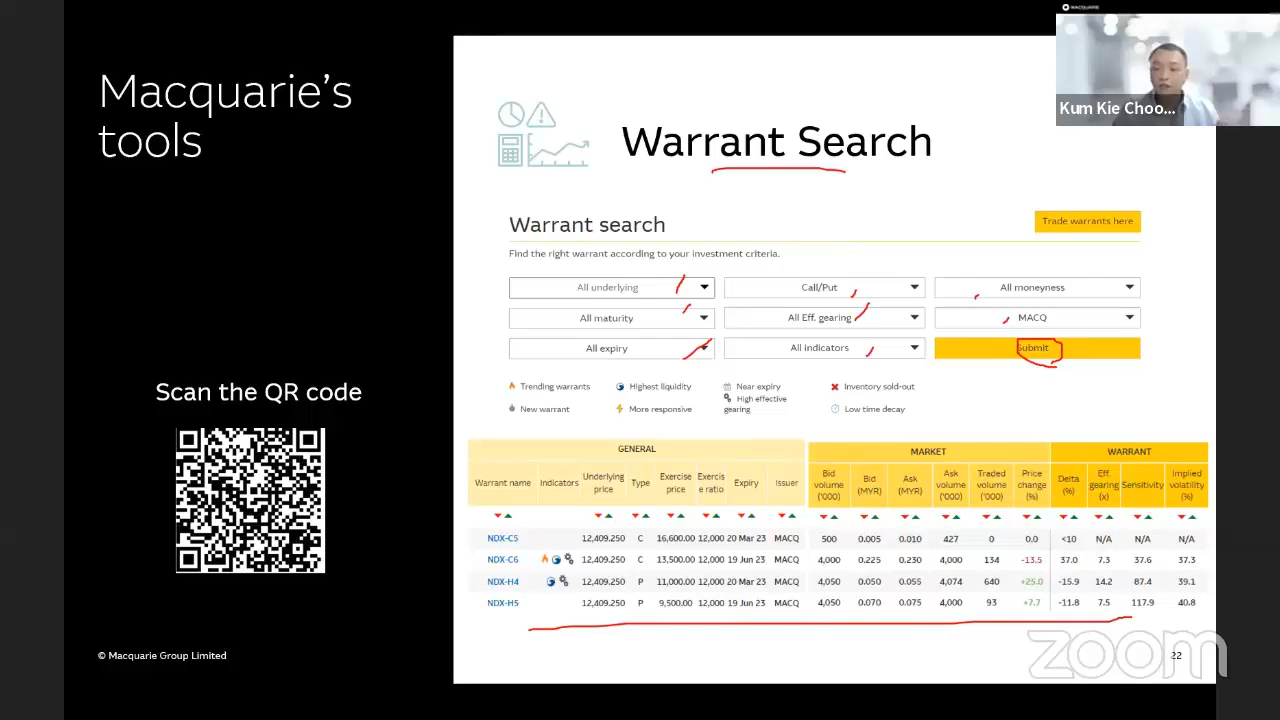 MACQUARIE
Macquarie's
tools
Kum Kie Choo...
Warrant Search
Warrant search
Trade warrants here
Find the right warrant according to your investment criteria.
All underlying
Call/Put
All moneyness
All maturity
All Eff. gearing
MACQ
All expiry
All indicators
Submit
Trending warrants
Highest liquidity
Near expiry
Inventory sold-out
New warrant
More responsive
High effective
gearing
Low time decay
Scan the QR code
GENERAL MARKET WARRANT
Warrant name Indicators Underlying price Type Exercise price Exercis e ratio Expiry Issuer Bid volume ('000) Bid (MYR) Ask (MYR) Ask volume ('000) Traded volume ('000) Price change (%) Delta (%) Eff. gearing (x) Sensitivity Implied volatility (%)
NDX-C5 12,409.250 C 16,600.00 12,000 20 Mar 23 MACQ 500 0.005 0.010 427 0 0.0 <10 N/A N/A N/A
NDX-C6 12,409.250 C 13,500.00 12,000 19 Jun 23 MACQ 4,000 0.225 0.230 4,000 134 -13.5 37.0 7.3 37.6 37.3
NDX-H4 12,409.250 P 11,000.00 12,000 20 Mar 23 MACQ 4,050 0.050 0.055 4,074 640 +25.0 -15.9 14.2 87.4 39.1
NDX-H5 12,409.250 P 9,500.00 12,000 19 Jun 23 MACQ 4,050 0.070 0.075 4,000 93 +7.7 -11.8 7.5 117.9 40.8
© Macquarie Group Limited
zoom
22